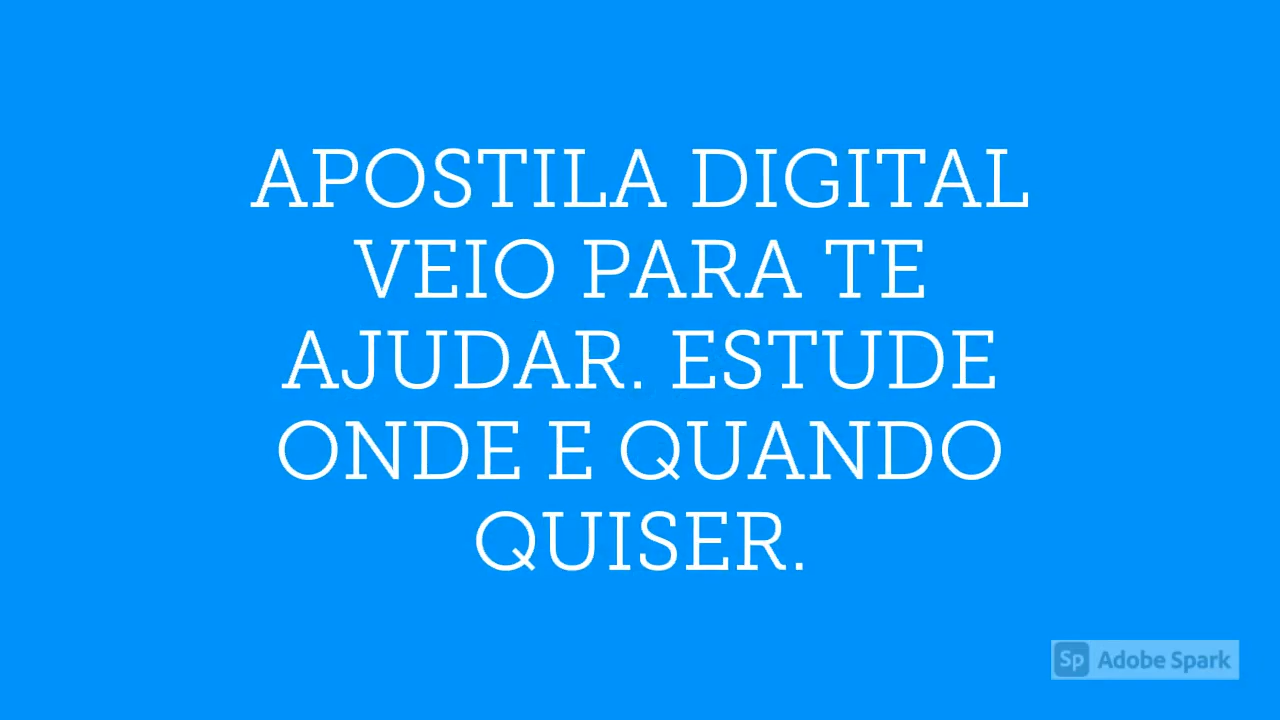 APOSTILA DIGITAL
VEIO PARA TE
AJUDAR. ESTUDE
ONDE E QUANDO
QUISER.
Sp Adobe Spark